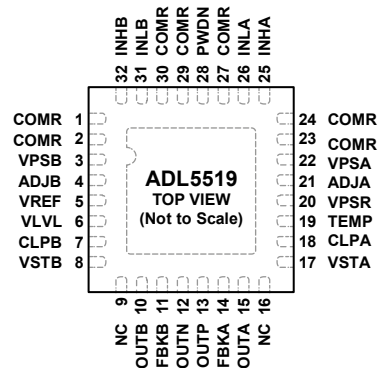 INHB
INLB
COMR
COMR
PWDN
COMR
INLA
INHA
32
31
30
29
28
27
26
25
COMR 1
COMR 2
VPSB 3
ADJB 4
VREF 5
VLVL 6
CLPB 7
VSTB 8
ADL5519
TOP VIEW
(Not to Scale)
24 COMR
23 COMR
22 VPSA
21 ADJA
20 VPSR
19 TEMP
18 CLPA
17 VSTA
NC 9
OUTB 10
FBKB 11
OUTN 12
OUTP 13
FBKA 14
OUTA 15
NC 16